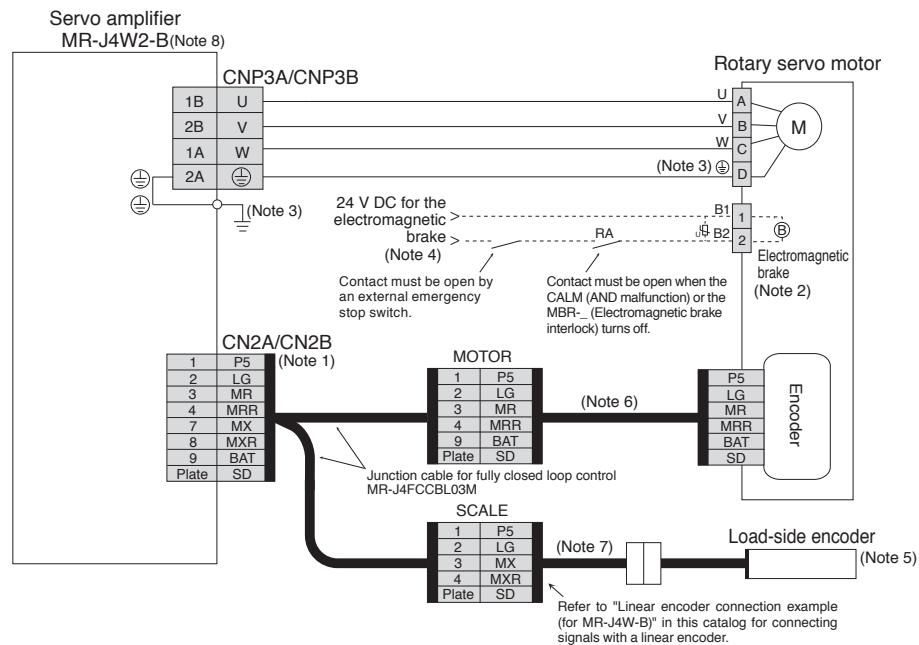 Servo amplifier
MR-J4W2-B(Note 8)
CNP3A/CNP3B
1B U
2B V
1A W
2A
(Note 3)
Rotary servo motor
U A
V B
W C
(Note 3) D
M
24 V DC for the
electromagnetic
brake
(Note 4)
RA
B1 1
U B2 2
B
Electromagnetic
brake
(Note 2)
Contact must be open by
an external emergency
stop switch.
Contact must be open when the
CALM (AND malfunction) or the
MBR-_ (Electromagnetic brake
interlock) turns off.
CN2A/CN2B
(Note 1)
1 P5
2 LG
3 MR
4 MRR
7 MX
8 MXR
9 BAT
Plate SD
MOTOR
1 P5
2 LG
3 MR
4 MRR
9 BAT
Plate SD
(Note 6)
P5
LG
MR
MRR
BAT
SD
Encoder
Junction cable for fully closed loop control
MR-J4FCCBL03M
SCALE
1 P5
2 LG
3 MX
4 MXR
Plate SD
(Note 7)
Load-side encoder
(Note 5)
Refer to "Linear encoder connection example
(for MR-J4W-B)" in this catalog for connecting
signals with a linear encoder.